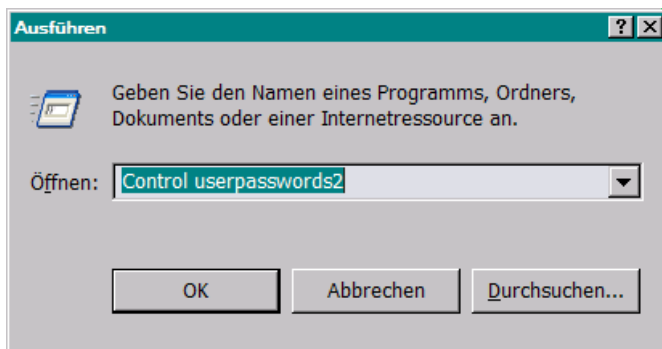 Ausführen
Geben Sie den Namen eines Programms, Ordners,
Dokuments oder einer Internetressource an.
Öffnen: Control userpasswords2
OK Abbrechen Durchsuchen...